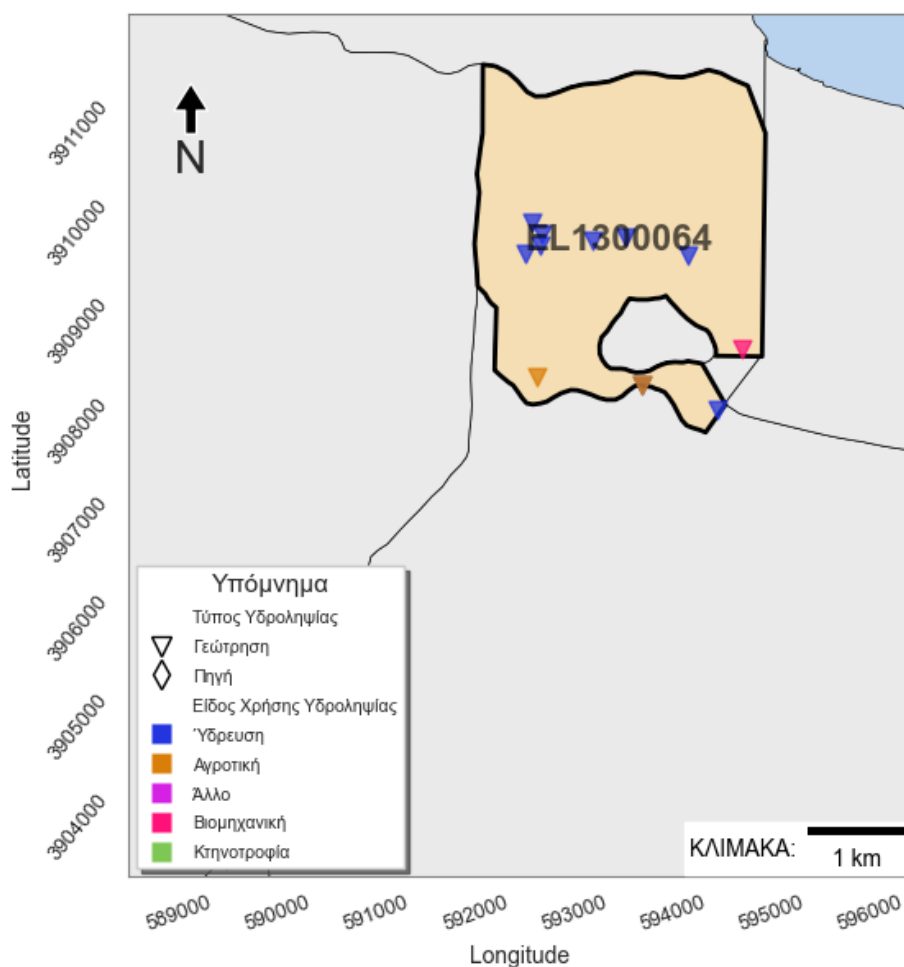 N
EL1300064
3911000
3910000
3909000
3908000
3907000
3906000
3905000
3904000
Latitude
Υπόμνημα
Τύπος Υδροληψίας
Γεώτρηση
Πηγή
Είδος Χρήσης Υδροληψίας
Ύδρευση
Αγροτική
Άλλο
Βιομηχανική
Κτηνοτροφία
ΚΛΙΜΑΚΑ:
1 km
589000
590000
591000
592000
593000
594000
595000
596000
Longitude